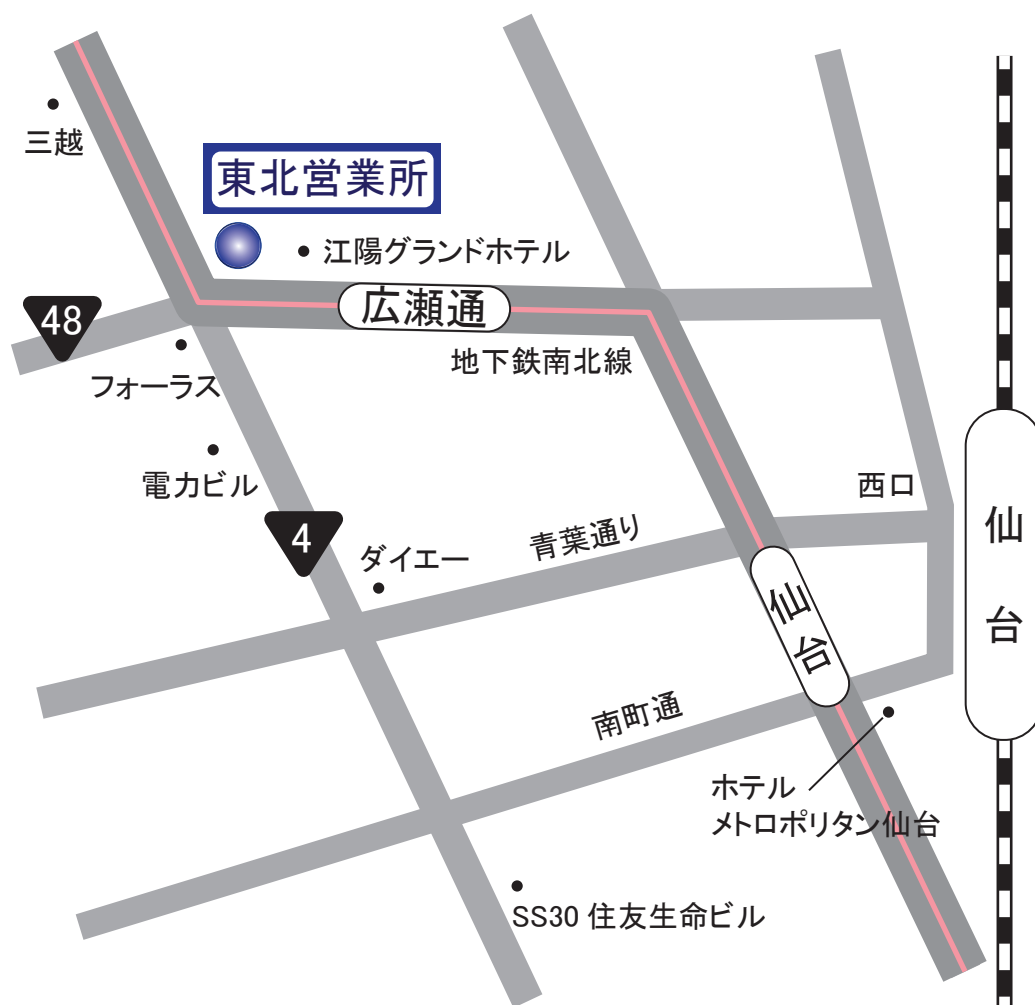 三越
東北営業所
江陽グランドホテル
広瀬通
48
地下鉄南北線
フォーラス
電力ビル
西口
4
青葉通り
ダイエー
仙台
仙台
南町通
ホテル
メトロポリタン仙台
SS30 住友生命ビル